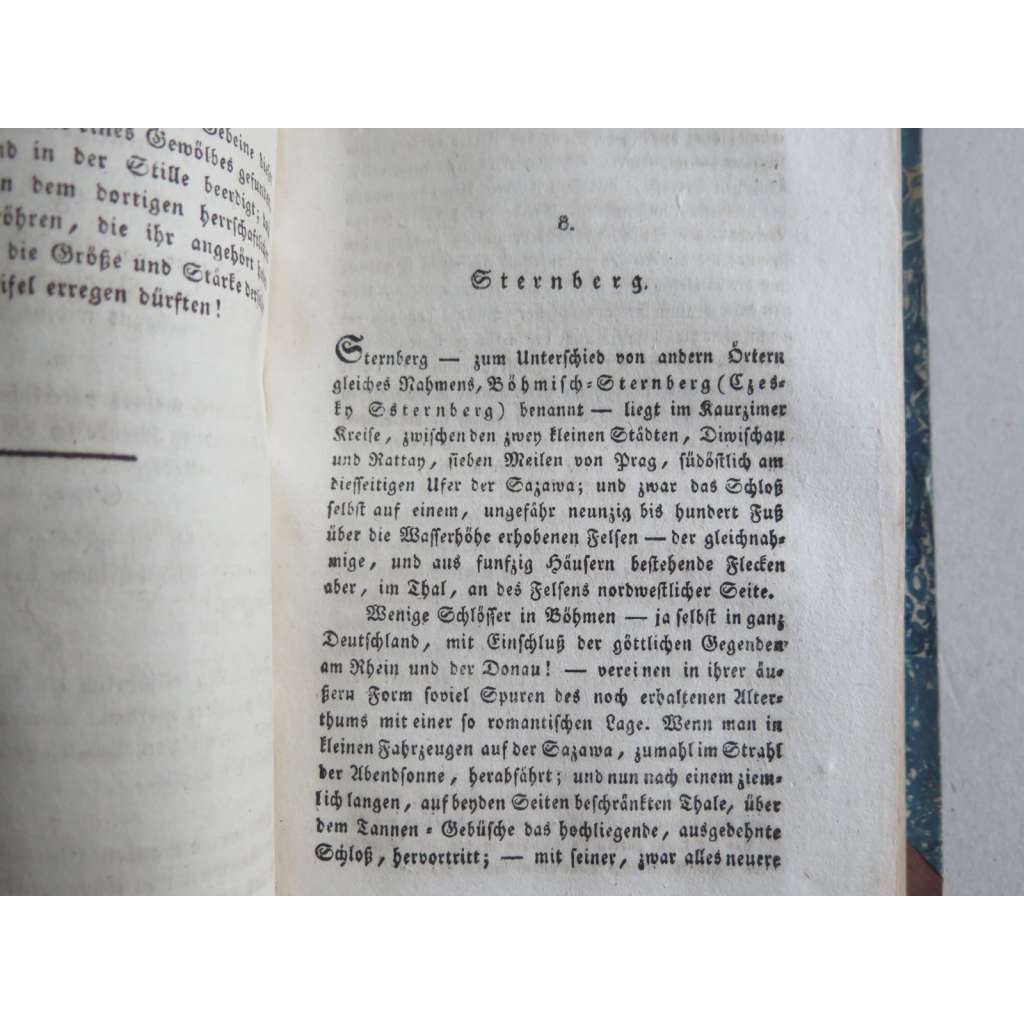 Gebeine
eines Gewölbes gefunden
in der Stille beerdigt;
dem dortigen herrschaftlichen
die ihr angehört
die Größe und Stärke
erregen dürften!
8.
Sternberg.
Sternberg — zum Unterschied von andern Örtern
gleiches Nahmens, Böhmisch-Sternberg (Czes-
ky Ssternberg) benannt — liegt im Kaurzimer
Kreise, zwischen den zwey kleinen Städten, Diwischau
und Rattay, sieben Meilen von Prag, südöstlich am
diesseitigen Ufer der Sazawa; und zwar das Schloß
selbst auf einem, ungefähr neunzig bis hundert Fuß
über die Wasserhöhe erhobenen Felsen — der gleichnah-
mige, und aus funfzig Häusern bestehende Flecken
aber, im Thal, an des Felsens nordwestlicher Seite.
Wenige Schlösser in Böhmen — ja selbst in ganz
Deutschland, mit Einschluß der göttlichen Gegenden
am Rhein und der Donau! — vereinen in ihrer äu-
ßern Form soviel Spuren des noch erhaltenen Alter-
thums mit einer so romantischen Lage. Wenn man in
kleinen Fahrzeugen auf der Sazawa, zumahl im Strahl
der Abendsonne, herabfährt; und nun nach einem ziem-
lich langen, auf beyden Seiten beschränkten Thale, über
dem Tannen-Gebüsche das hochliegende, ausgedehnte
Schloß, hervortritt; — mit seiner, zwar alles neuere